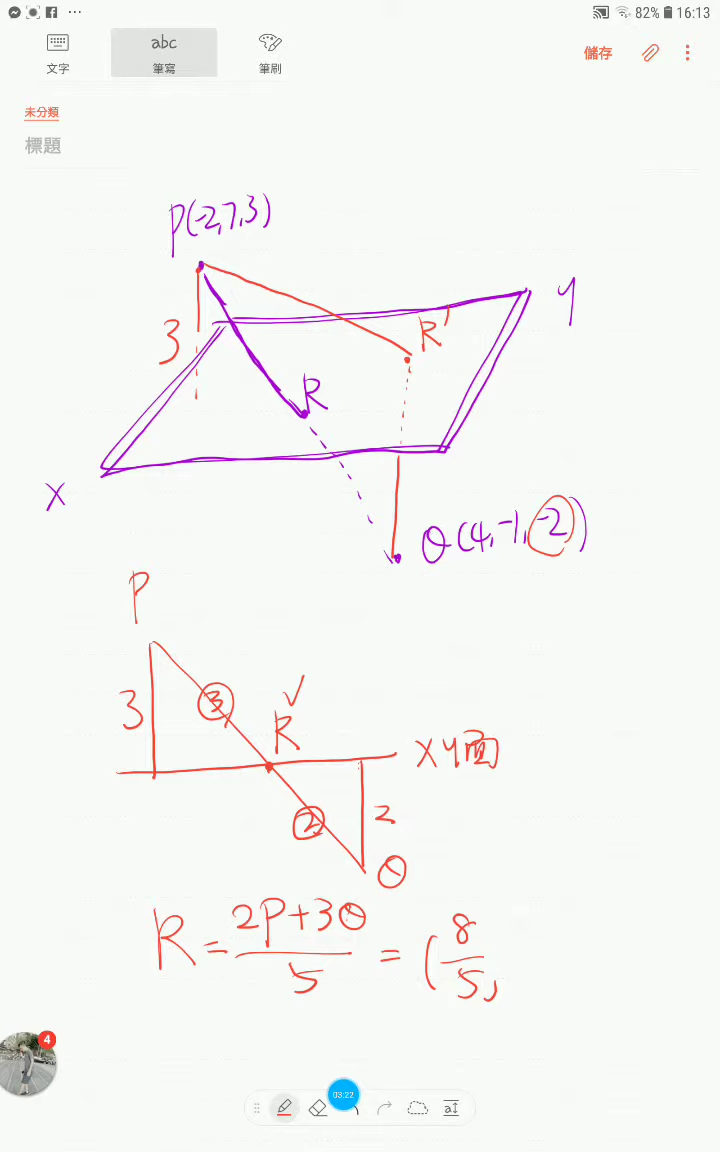 82% 16:13
文字 abc 筆寫 筆刷 儲存
未分類
標題
P(-2,7,3)
y
3
R'
R
x
Q(4,-1,-2)
P
3 ③
R
xy面
② 2
Q
R = 2P+3Q / 5 = ( 8/5,
4
03:22
a